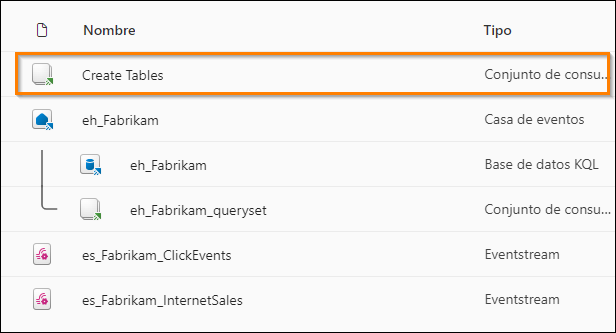 Nombre Tipo
Create Tables Conjunto de consu...
eh_Fabrikam Casa de eventos
eh_Fabrikam Base de datos KQL
eh_Fabrikam_queryset Conjunto de consu...
es_Fabrikam_ClickEvents Eventstream
es_Fabrikam_InternetSales Eventstream